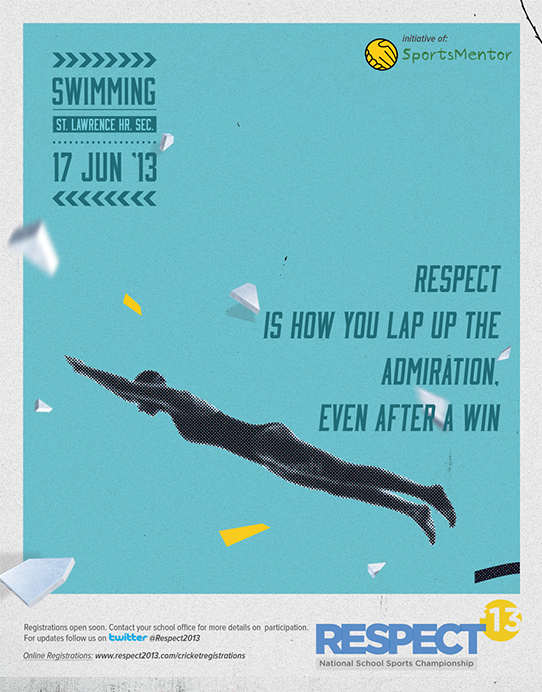 initiative of:
SportsMentor
SWIMMING
ST. LAWRENCE HR. SEC.
17 JUN '13
RESPECT
IS HOW YOU LAP UP THE
ADMIRATION,
EVEN AFTER A WIN
Registrations open soon. Contact your school office for more details on participation.
For updates follow us on twitter @Respect2013
Online Registrations: www.respect2013.com/cricketregistrations
RESPECT 13
National School Sports Championship